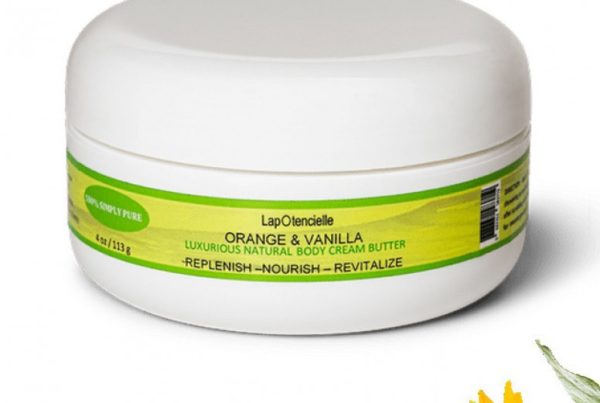 100% SIMPLY PURE
4 oz / 113 g
LapOtencielle
ORANGE & VANILLA
LUXURIOUS NATURAL BODY CREAM BUTTER
-REPLENISH –NOURISH – REVITALIZE